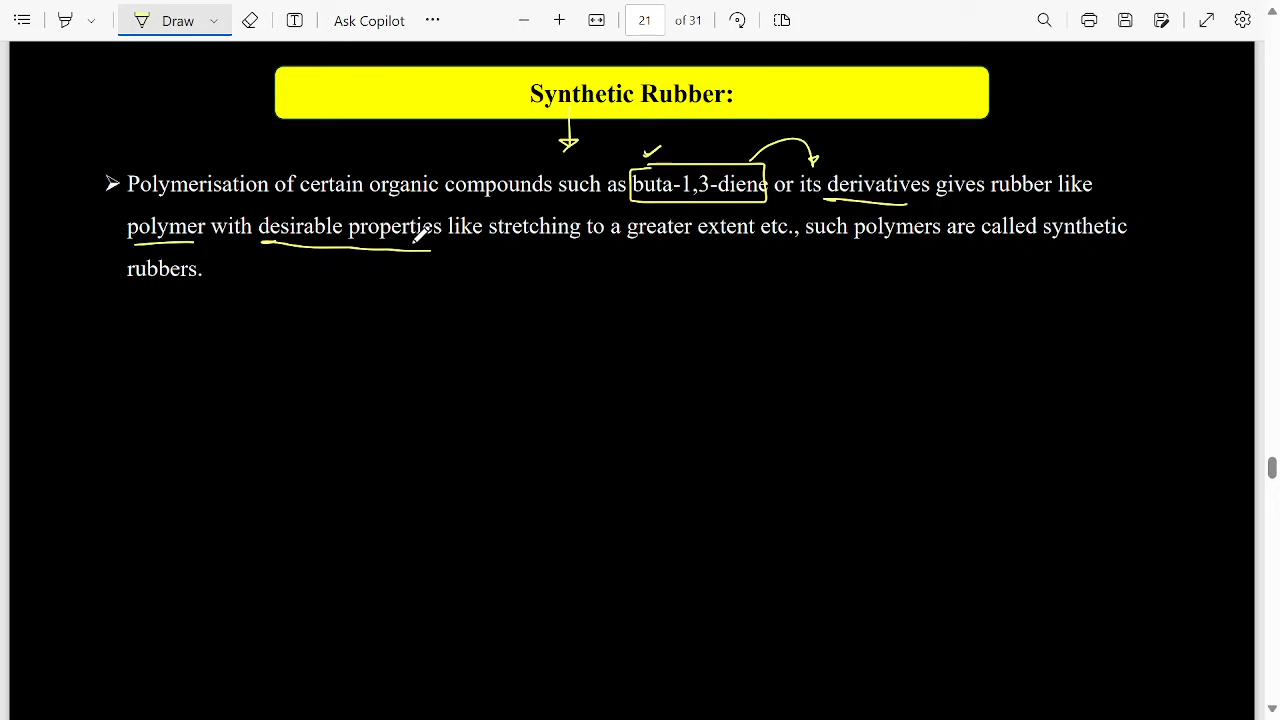 Draw
Ask Copilot
21 of 31
Synthetic Rubber:
Polymerisation of certain organic compounds such as buta-1,3-diene or its derivatives gives rubber like
polymer with desirable properties like stretching to a greater extent etc., such polymers are called synthetic
rubbers.